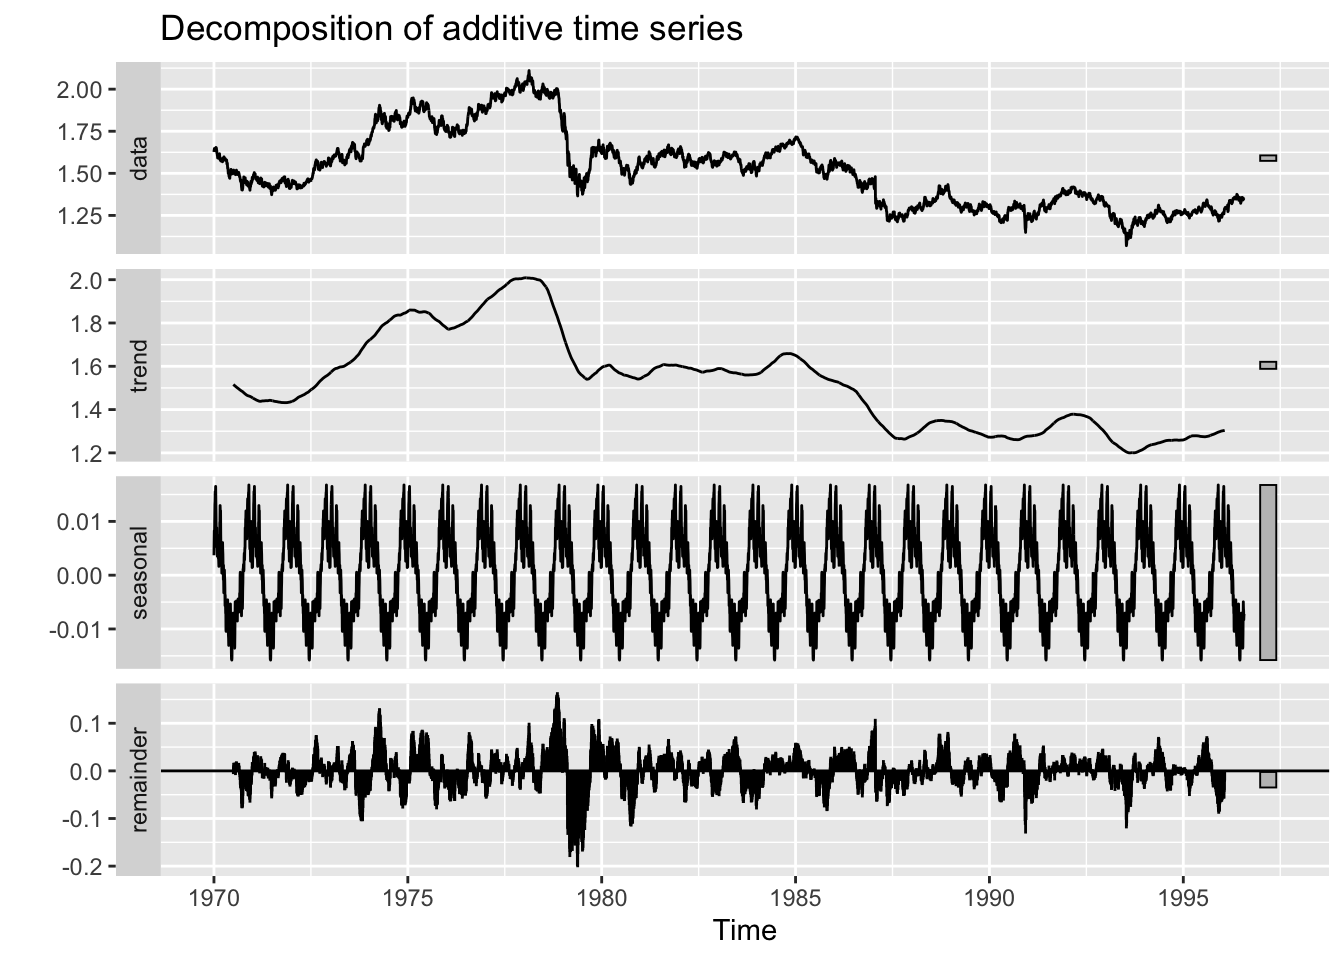 Decomposition of additive time series
2.00
1.75
1.50
1.25
data
2.0
1.8
1.6
1.4
1.2
trend
0.01
0.00
-0.01
seasonal
0.1
0.0
-0.1
-0.2
remainder
1970 1975 1980 1985 1990 1995
Time